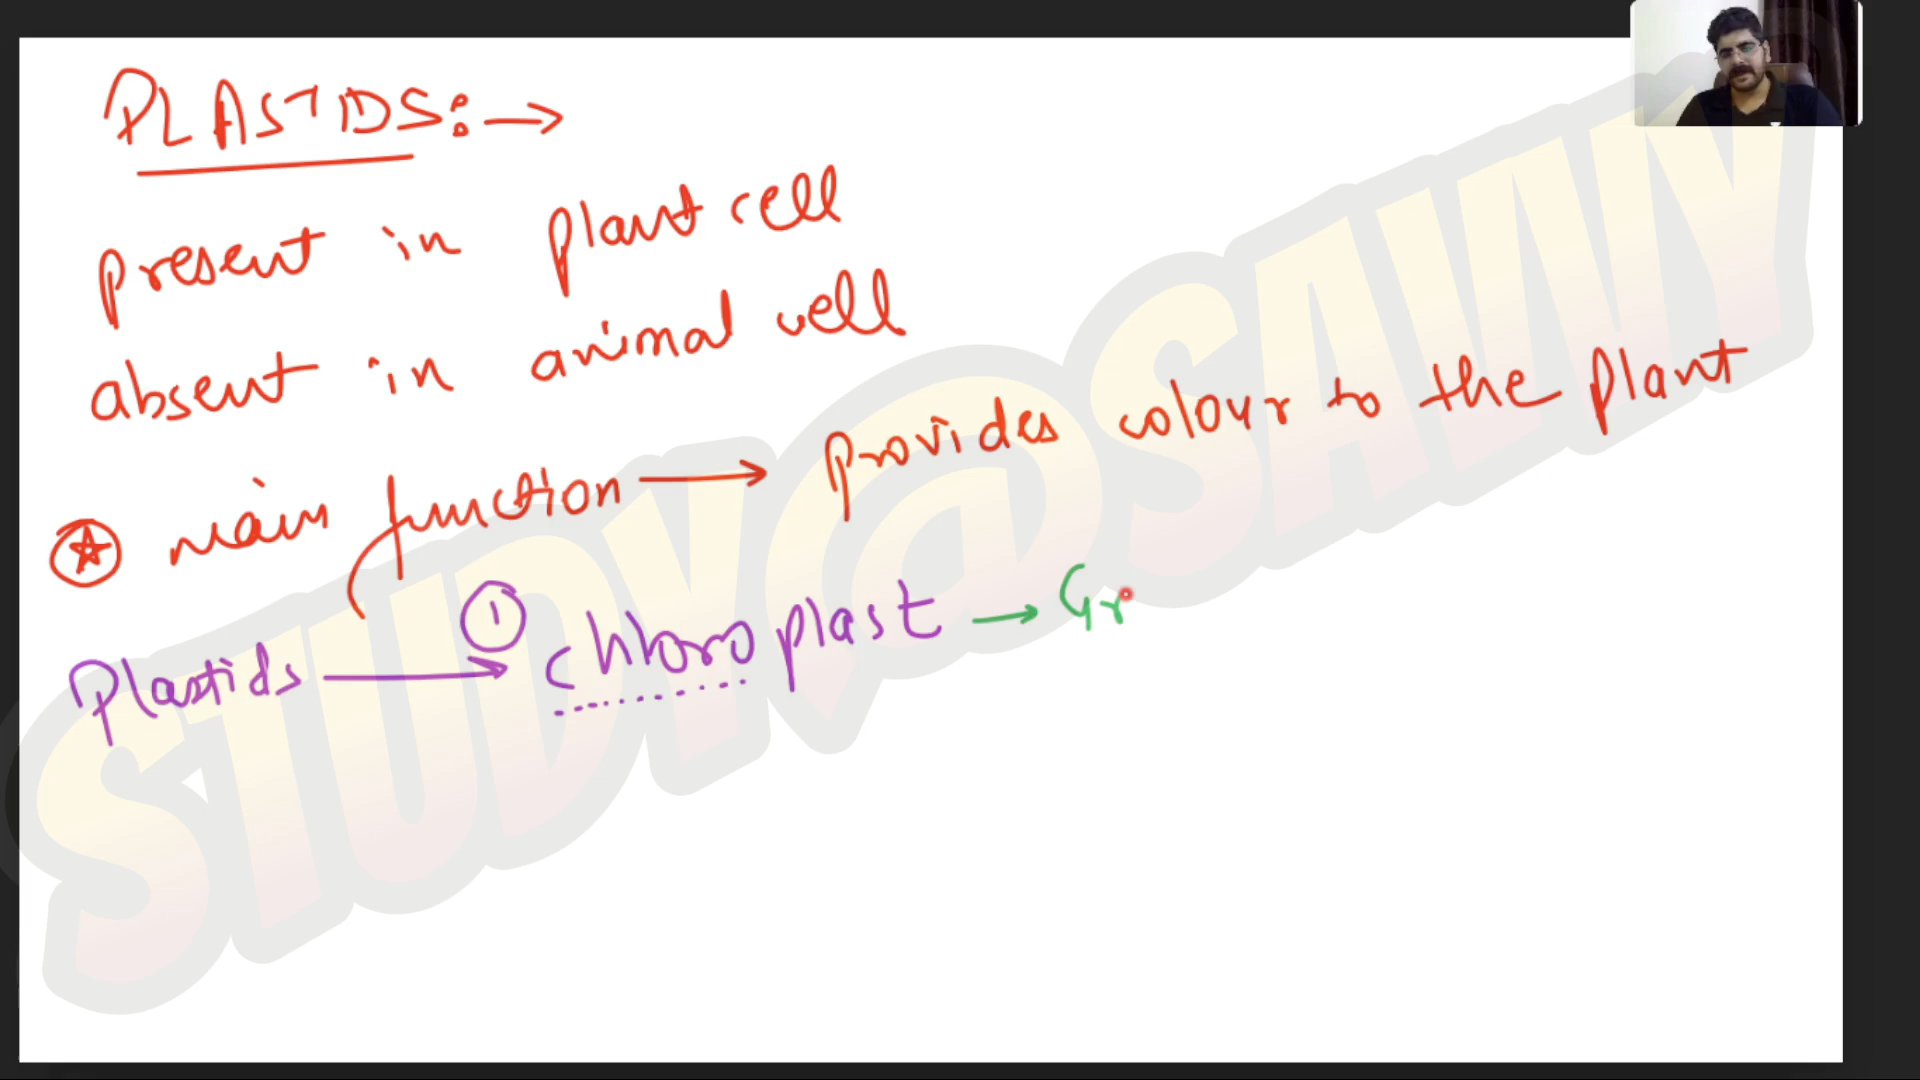 PLASTIDS: →
present in plant cell
absent in animal cell
main function → provides colour to the plant
Plastids → ① chloroplast → Gr
STUDY@SAVVY